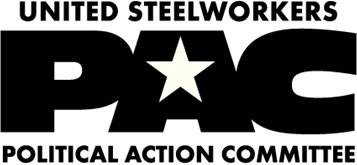 UNITED STEELWORKERS
PAC
POLITICAL ACTION COMMITTEE